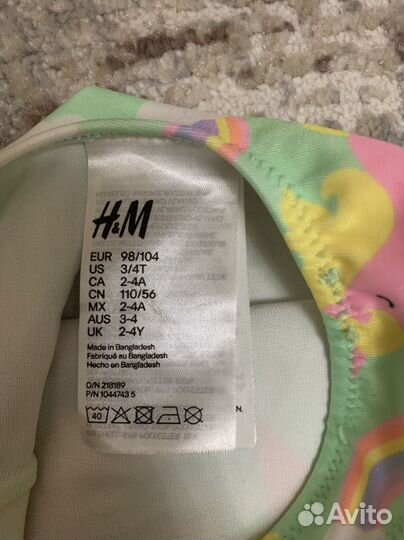 H&M
EUR 98/104
US 3/4T
CA 2-4A
CN 110/56
MX 2-4A
AUS 3-4
UK 2-4Y
Made in Bangladesh
Fabriqué au Bangladesh
Hecho en Bangladesh
O/N 218189
P/N 1044743 5
40
N.
Avito